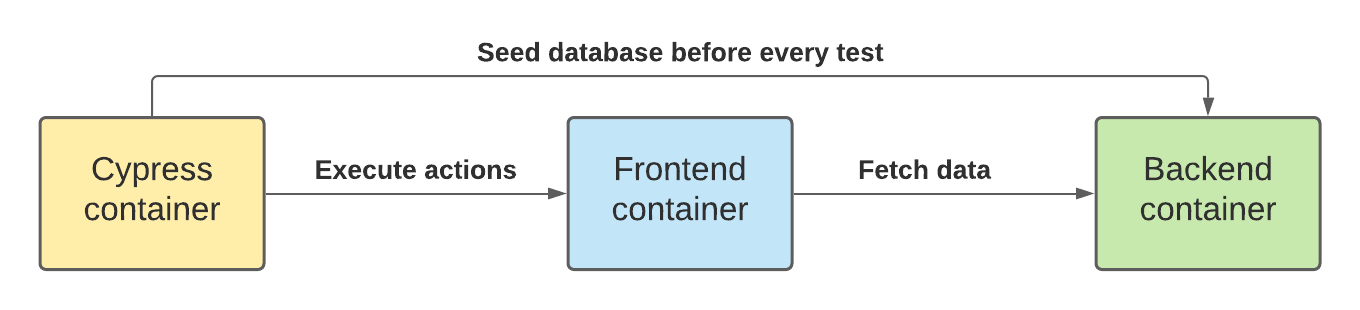 Seed database before every test
Cypress
container
Execute actions
Frontend
container
Fetch data
Backend
container